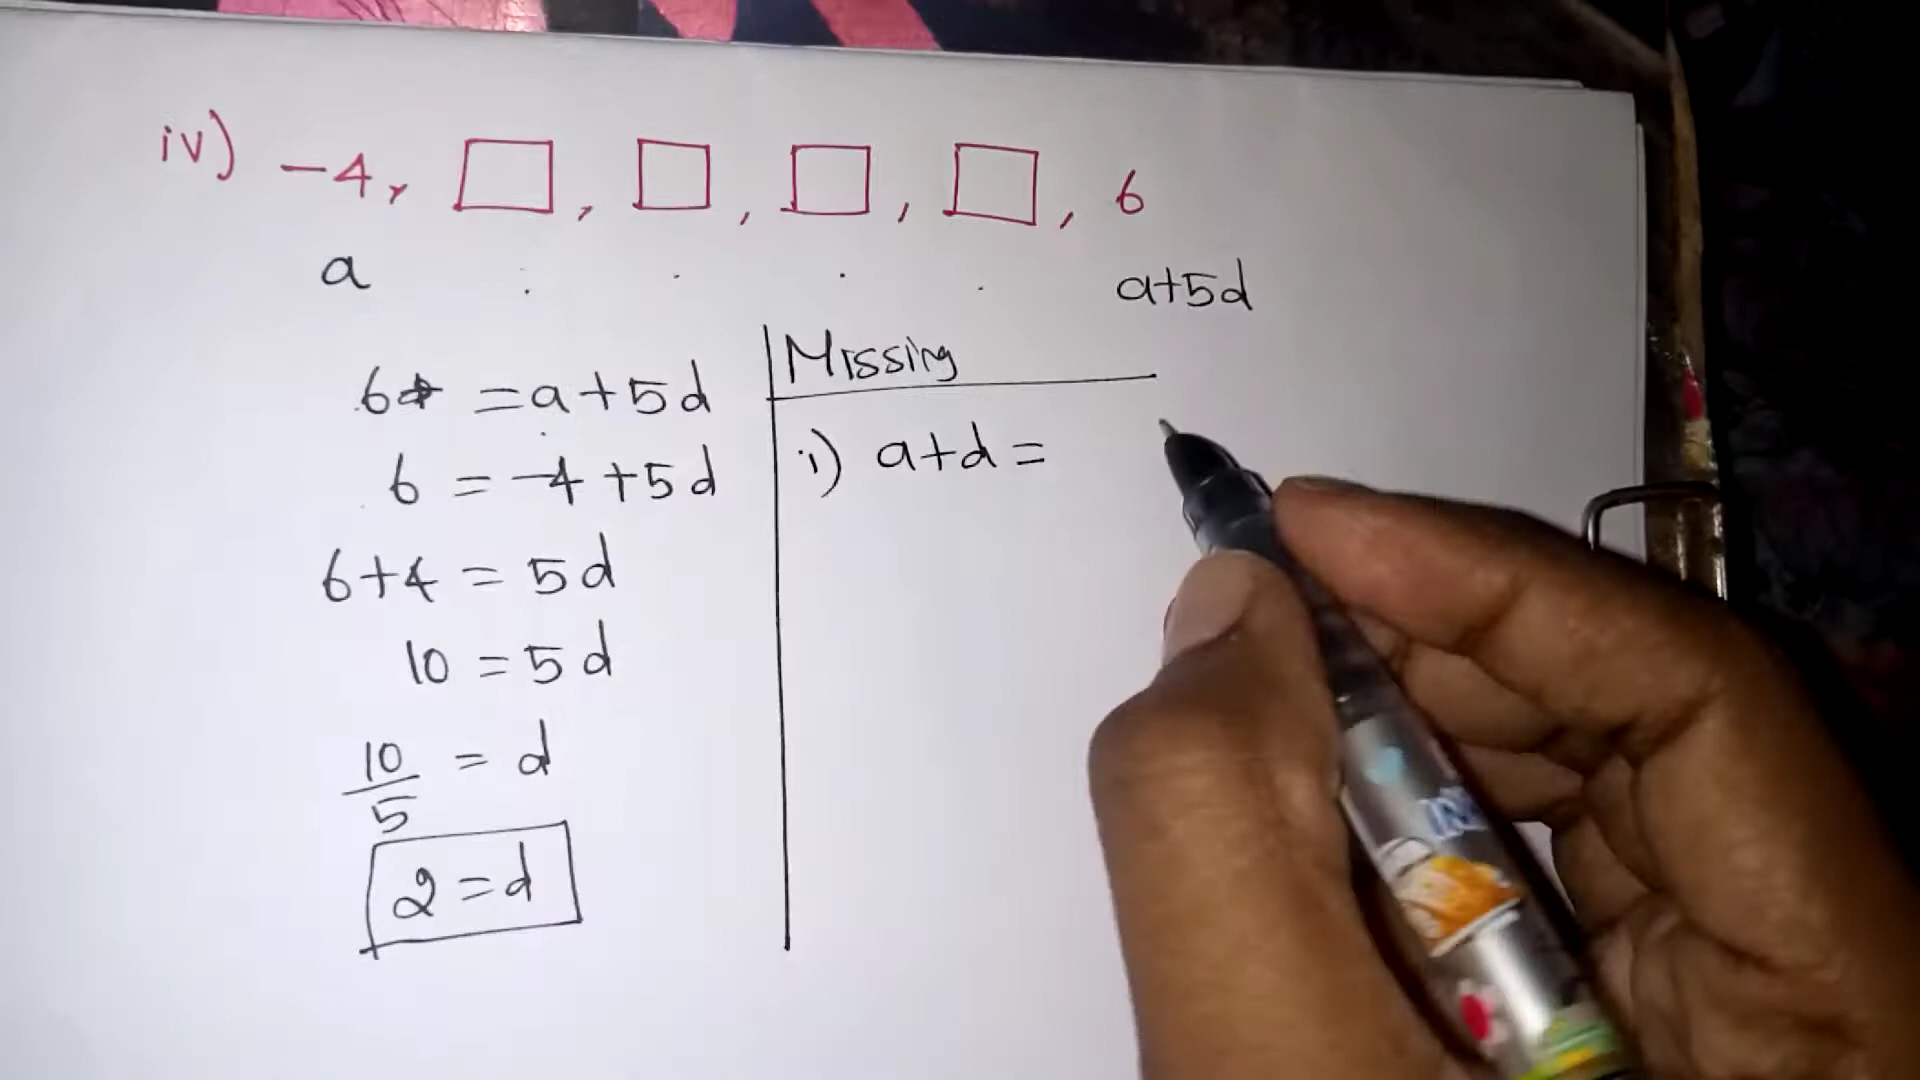 iv) -4, □, □, □, □, 6
a . . . . a+5d
6 = a+5d
6 = -4+5d
6+4 = 5d
10 = 5d
10/5 = d
2 = d
Missing
i) a+d =